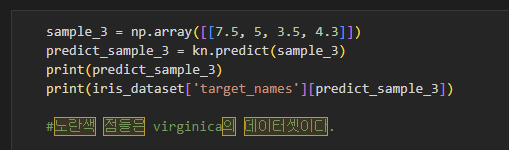 sample_3 = np.array([[7.5, 5, 3.5, 4.3]])
predict_sample_3 = kn.predict(sample_3)
print(predict_sample_3)
print(iris_dataset['target_names'][predict_sample_3])
#노란색 점들은 virginica의 데이터셋이다.